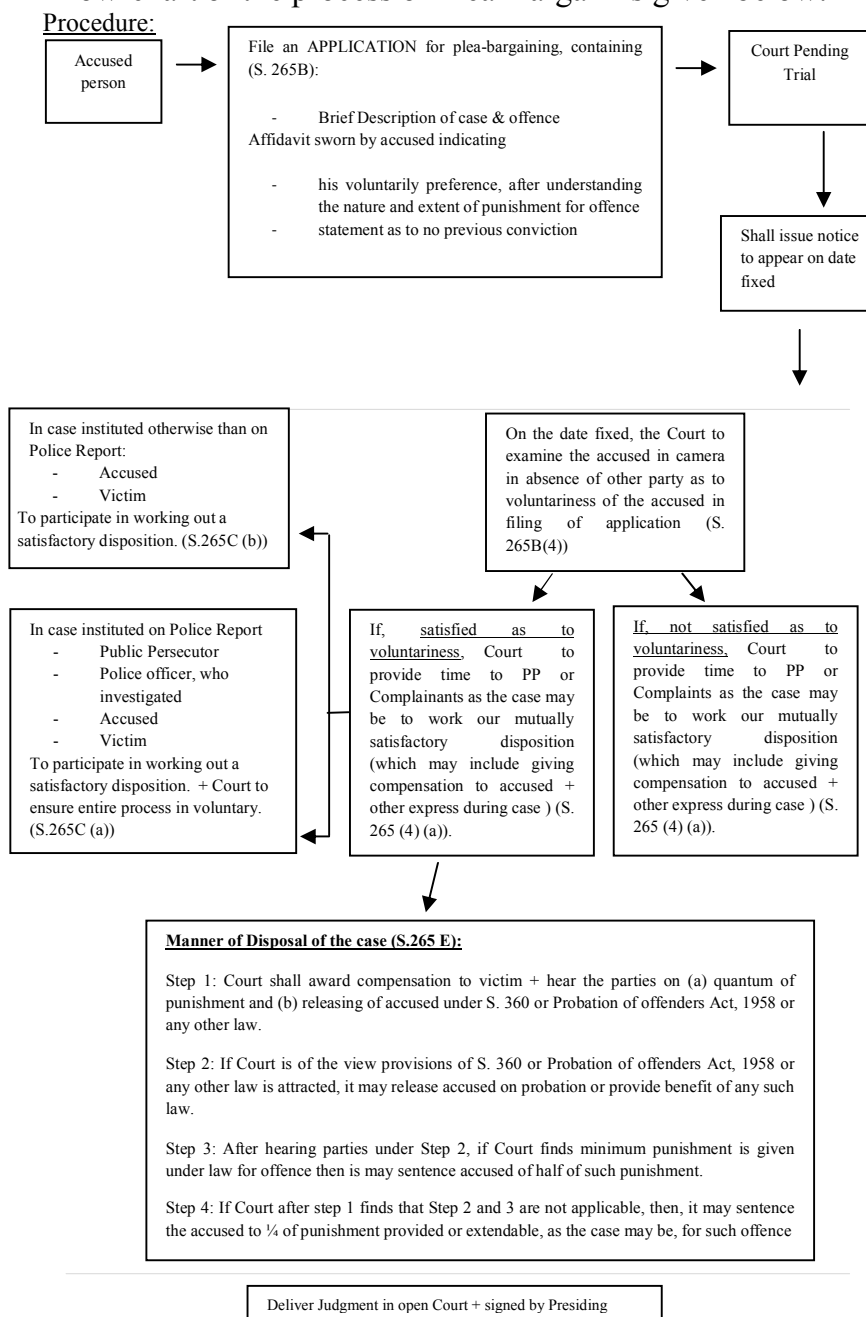 Procedure:
Accused
person
File an APPLICATION for plea-bargaining, containing
(S. 265B):
- Brief Description of case & offence
Affidavit sworn by accused indicating
- his voluntarily preference, after understanding
the nature and extent of punishment for offence
- statement as to no previous conviction
Court Pending
Trial
Shall issue notice
to appear on date
fixed
On the date fixed, the Court to
examine the accused in camera
in absence of other party as to
voluntariness of the accused in
filing of application (S.
265B(4))
In case instituted otherwise than on
Police Report:
- Accused
- Victim
To participate in working out a
satisfactory disposition. (S.265C (b))
In case instituted on Police Report
- Public Persecutor
- Police officer, who
investigated
- Accused
- Victim
To participate in working out a
satisfactory disposition. + Court to
ensure entire process in voluntary.
(S.265C (a))
If, satisfied as to
voluntariness, Court to
provide time to PP or
Complainants as the case may
be to work our mutually
satisfactory disposition
(which may include giving
compensation to accused +
other express during case ) (S.
265 (4) (a)).
If, not satisfied as to
voluntariness, Court to
provide time to PP or
Complaints as the case may
be to work our mutually
satisfactory disposition
(which may include giving
compensation to accused +
other express during case ) (S.
265 (4) (a)).
Manner of Disposal of the case (S.265 E):
Step 1: Court shall award compensation to victim + hear the parties on (a) quantum of
punishment and (b) releasing of accused under S. 360 or Probation of offenders Act, 1958 or
any other law.
Step 2: If Court is of the view provisions of S. 360 or Probation of offenders Act, 1958 or
any other law is attracted, it may release accused on probation or provide benefit of any such
law.
Step 3: After hearing parties under Step 2, if Court finds minimum punishment is given
under law for offence then is may sentence accused of half of such punishment.
Step 4: If Court after step 1 finds that Step 2 and 3 are not applicable, then, it may sentence
the accused to ¼ of punishment provided or extendable, as the case may be, for such offence
Deliver Judgment in open Court + signed by Presiding